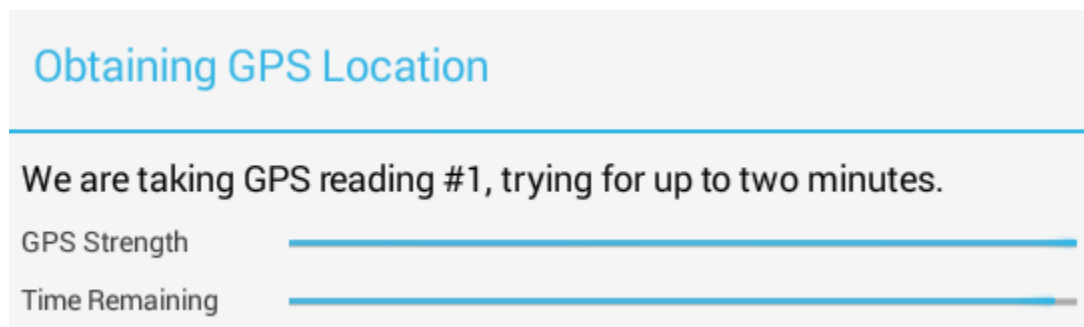 Obtaining GPS Location
We are taking GPS reading #1, trying for up to two minutes.
GPS Strength
Time Remaining